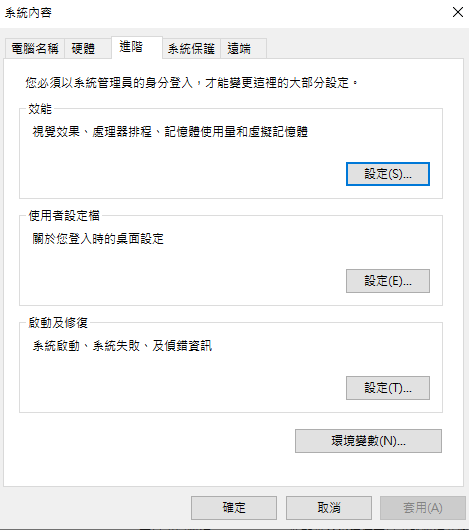 系統內容
電腦名稱 硬體 進階 系統保護 遠端
您必須以系統管理員的身分登入，才能變更這裡的大部分設定。
效能
視覺效果、處理器排程、記憶體使用量和虛擬記憶體
設定(S)...
使用者設定檔
關於您登入時的桌面設定
設定(E)...
啟動及修復
系統啟動、系統失敗、及偵錯資訊
設定(T)...
環境變數(N)...
確定 取消 套用(A)